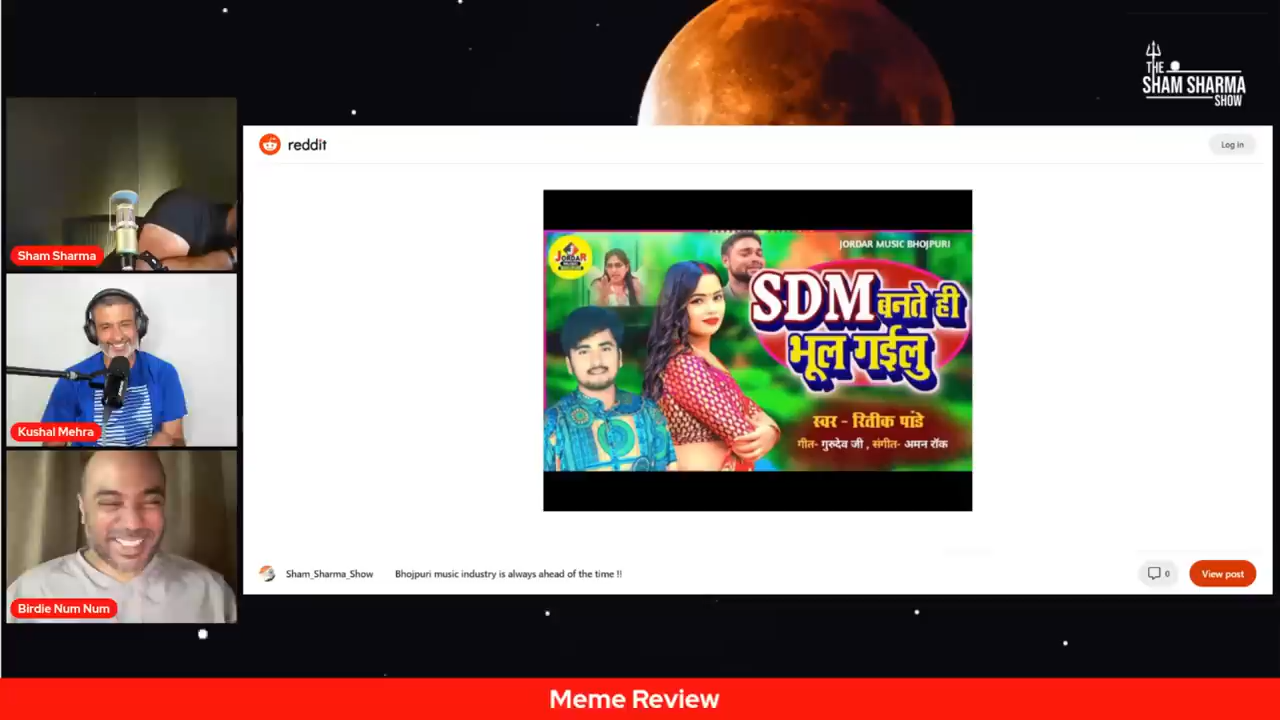 THE
SHAM SHARMA
SHOW
reddit
Log in
JORDAR MUSIC BHOJPURI
JORDAR
SDM बनते ही
भूल गईलु
स्वर - रितीक पांडे
गीत- गुरुदेव जी , संगीत- अमन रॉक
Sham Sharma
Kushal Mehra
Birdie Num Num
Sham_Sharma_Show
Bhojpuri music industry is always ahead of the time !!
0
View post
Meme Review